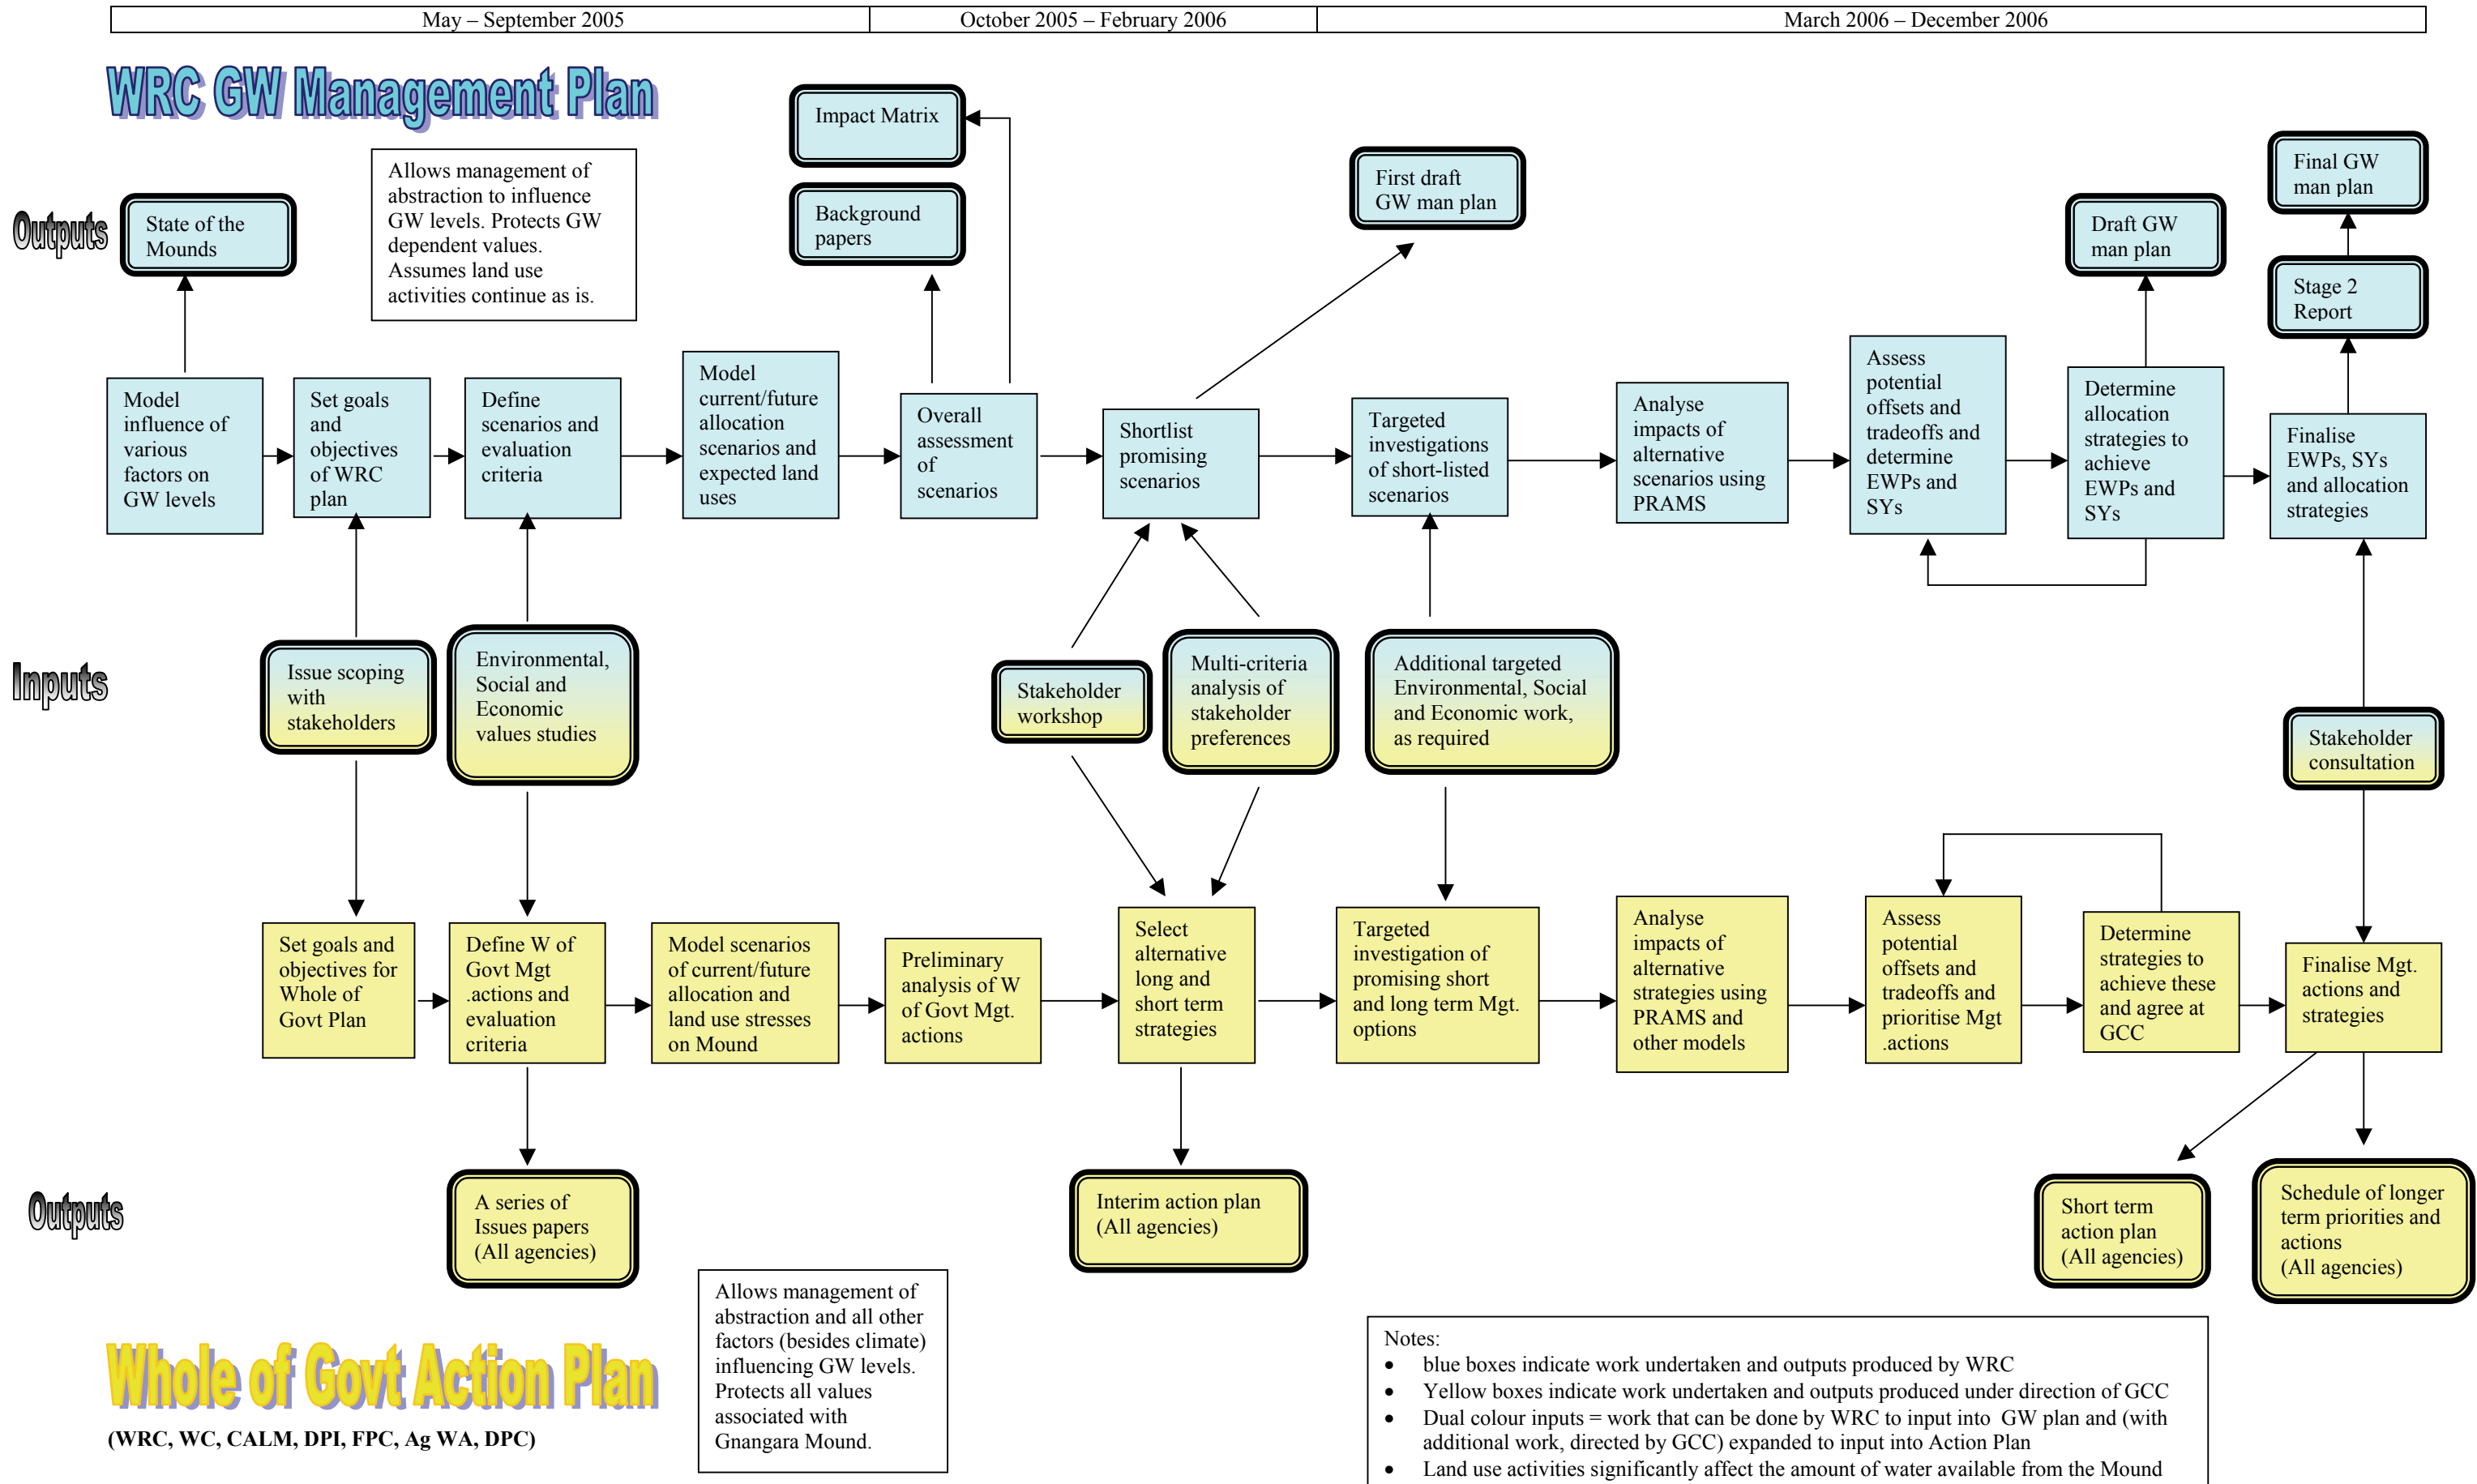 May – September 2005
October 2005 – February 2006
March 2006 – December 2006
WRC GW Management Plan
Outputs
State of the
Mounds
Allows management of
abstraction to influence
GW levels. Protects GW
dependent values.
Assumes land use
activities continue as is.
Impact Matrix
Background
papers
First draft
GW man plan
Draft GW
man plan
Final GW
man plan
Stage 2
Report
Model
influence of
various
factors on
GW levels
Set goals
and
objectives
of WRC
plan
Define
scenarios and
evaluation
criteria
Model
current/future
allocation
scenarios and
expected land
uses
Overall
assessment
of
scenarios
Shortlist
promising
scenarios
Targeted
investigations
of short-listed
scenarios
Analyse
impacts of
alternative
scenarios using
PRAMS
Assess
potential
offsets and
tradeoffs and
determine
EWPs and
SYs
Determine
allocation
strategies to
achieve
EWPs and
SYs
Finalise
EWPs, SYs
and allocation
strategies
Inputs
Issue scoping
with
stakeholders
Environmental,
Social and
Economic
values studies
Stakeholder
workshop
Multi-criteria
analysis of
stakeholder
preferences
Additional targeted
Environmental, Social
and Economic work,
as required
Stakeholder
consultation
Set goals and
objectives for
Whole of
Govt Plan
Define W of
Govt Mgt
.actions and
evaluation
criteria
Model scenarios
of current/future
allocation and
land use stresses
on Mound
Preliminary
analysis of W
of Govt Mgt.
actions
Select
alternative
long and
short term
strategies
Targeted
investigation of
promising short
and long term Mgt.
options
Analyse
impacts of
alternative
strategies using
PRAMS and
other models
Assess
potential
offsets and
tradeoffs and
prioritise Mgt
.actions
Determine
strategies to
achieve these
and agree at
GCC
Finalise Mgt.
actions and
strategies
Outputs
A series of
Issues papers
(All agencies)
Interim action plan
(All agencies)
Short term
action plan
(All agencies)
Schedule of longer
term priorities and
actions
(All agencies)
Whole of Govt Action Plan
(WRC, WC, CALM, DPI, FPC, Ag WA, DPC)
Allows management of
abstraction and all other
factors (besides climate)
influencing GW levels.
Protects all values
associated with
Gnangara Mound.
Notes:
• blue boxes indicate work undertaken and outputs produced by WRC
• Yellow boxes indicate work undertaken and outputs produced under direction of GCC
• Dual colour inputs = work that can be done by WRC to input into GW plan and (with
additional work, directed by GCC) expanded to input into Action Plan
• Land use activities significantly affect the amount of water available from the Mound